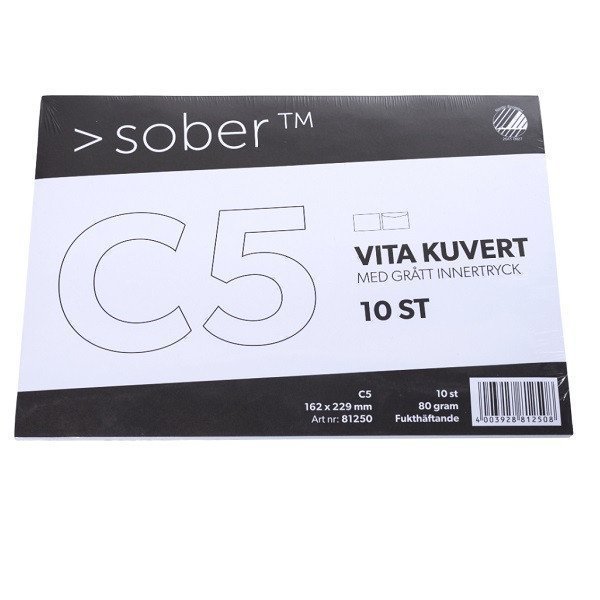 > sober™
C5
VITA KUVERT
MED GRÅTT INNERTRYCK
10 ST
C5
162 x 229 mm
Art nr: 81250
10 st
80 gram
Fukthäftande
4 003928 812508